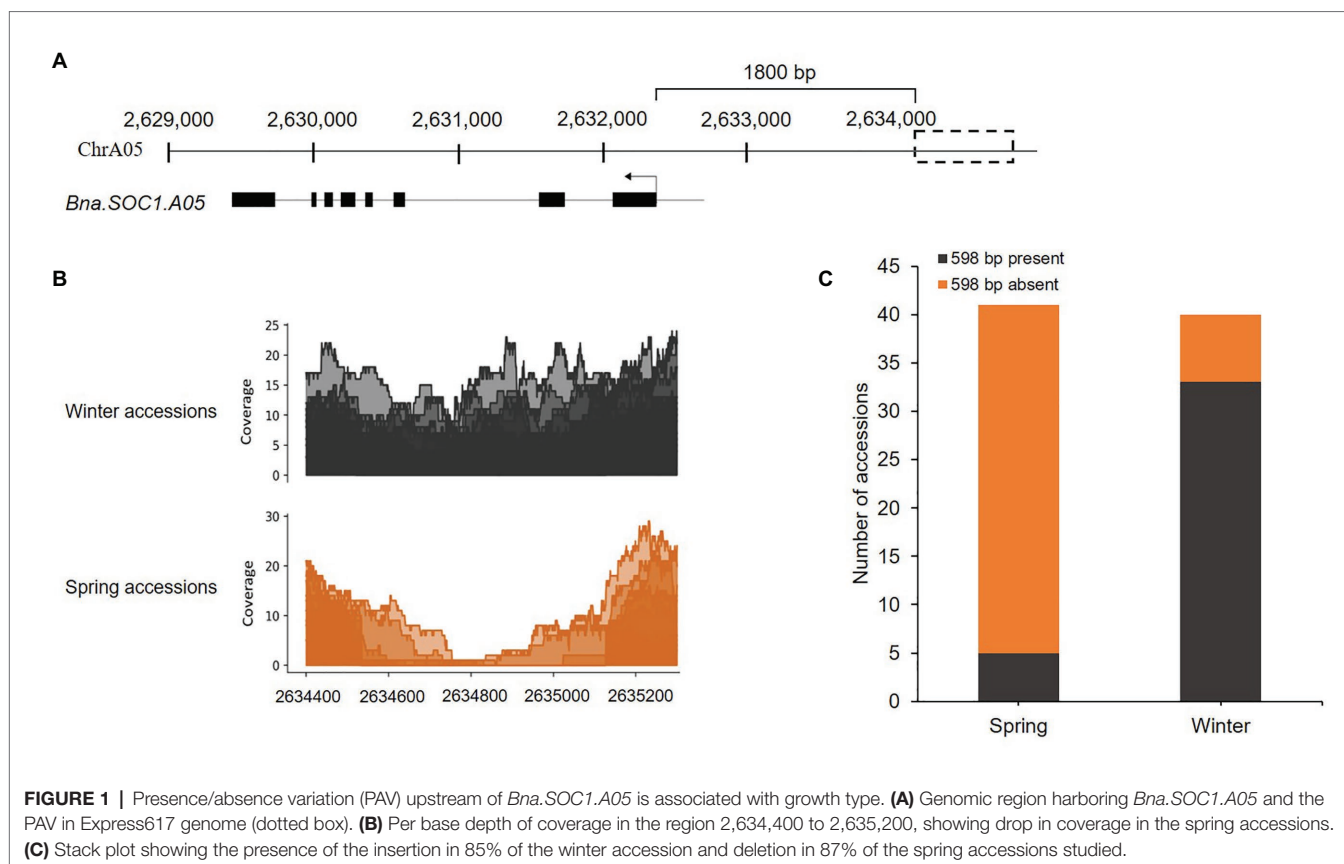 A
1800 bp
2,629,000 2,630,000 2,631,000 2,632,000 2,633,000 2,634,000
ChrA05
Bna.SOC1.A05
B
Winter accessions
Coverage
25
20
15
10
5
0
Spring accessions
Coverage
30
20
10
0
2634400 2634600 2634800 2635000 2635200
C
598 bp present
598 bp absent
Number of accessions
45
40
35
30
25
20
15
10
5
0
Spring Winter
FIGURE 1 | Presence/absence variation (PAV) upstream of Bna.SOC1.A05 is associated with growth type. (A) Genomic region harboring Bna.SOC1.A05 and the
PAV in Express617 genome (dotted box). (B) Per base depth of coverage in the region 2,634,400 to 2,635,200, showing drop in coverage in the spring accessions.
(C) Stack plot showing the presence of the insertion in 85% of the winter accession and deletion in 87% of the spring accessions studied.